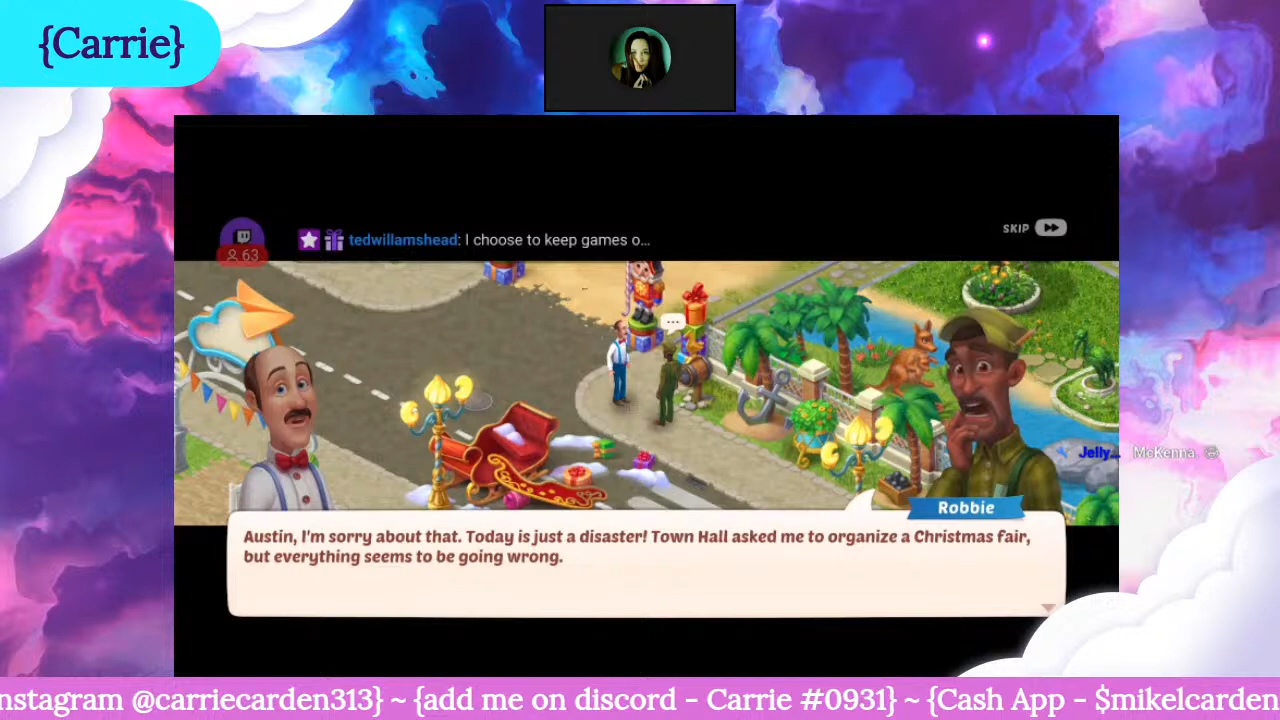 {Carrie}
63
tedwillamshead: I choose to keep games o...
SKIP
Jelly... McKenna
Robbie
Austin, I'm sorry about that. Today is just a disaster! Town Hall asked me to organize a Christmas fair,
but everything seems to be going wrong.
nstagram @carriecarden313} ~ {add me on discord - Carrie #0931} ~ {Cash App - $mikelcarden